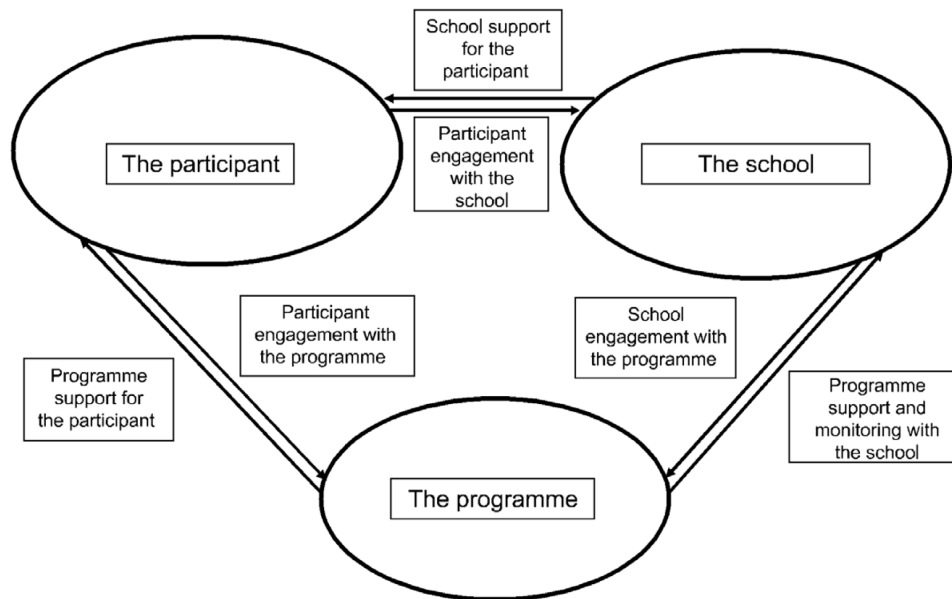 School support
for the
participant
The participant
Participant
engagement
with the
school
The school
Participant
engagement with
the programme
School
engagement with
the programme
Programme
support for
the participant
Programme
support and
monitoring with
the school
The programme